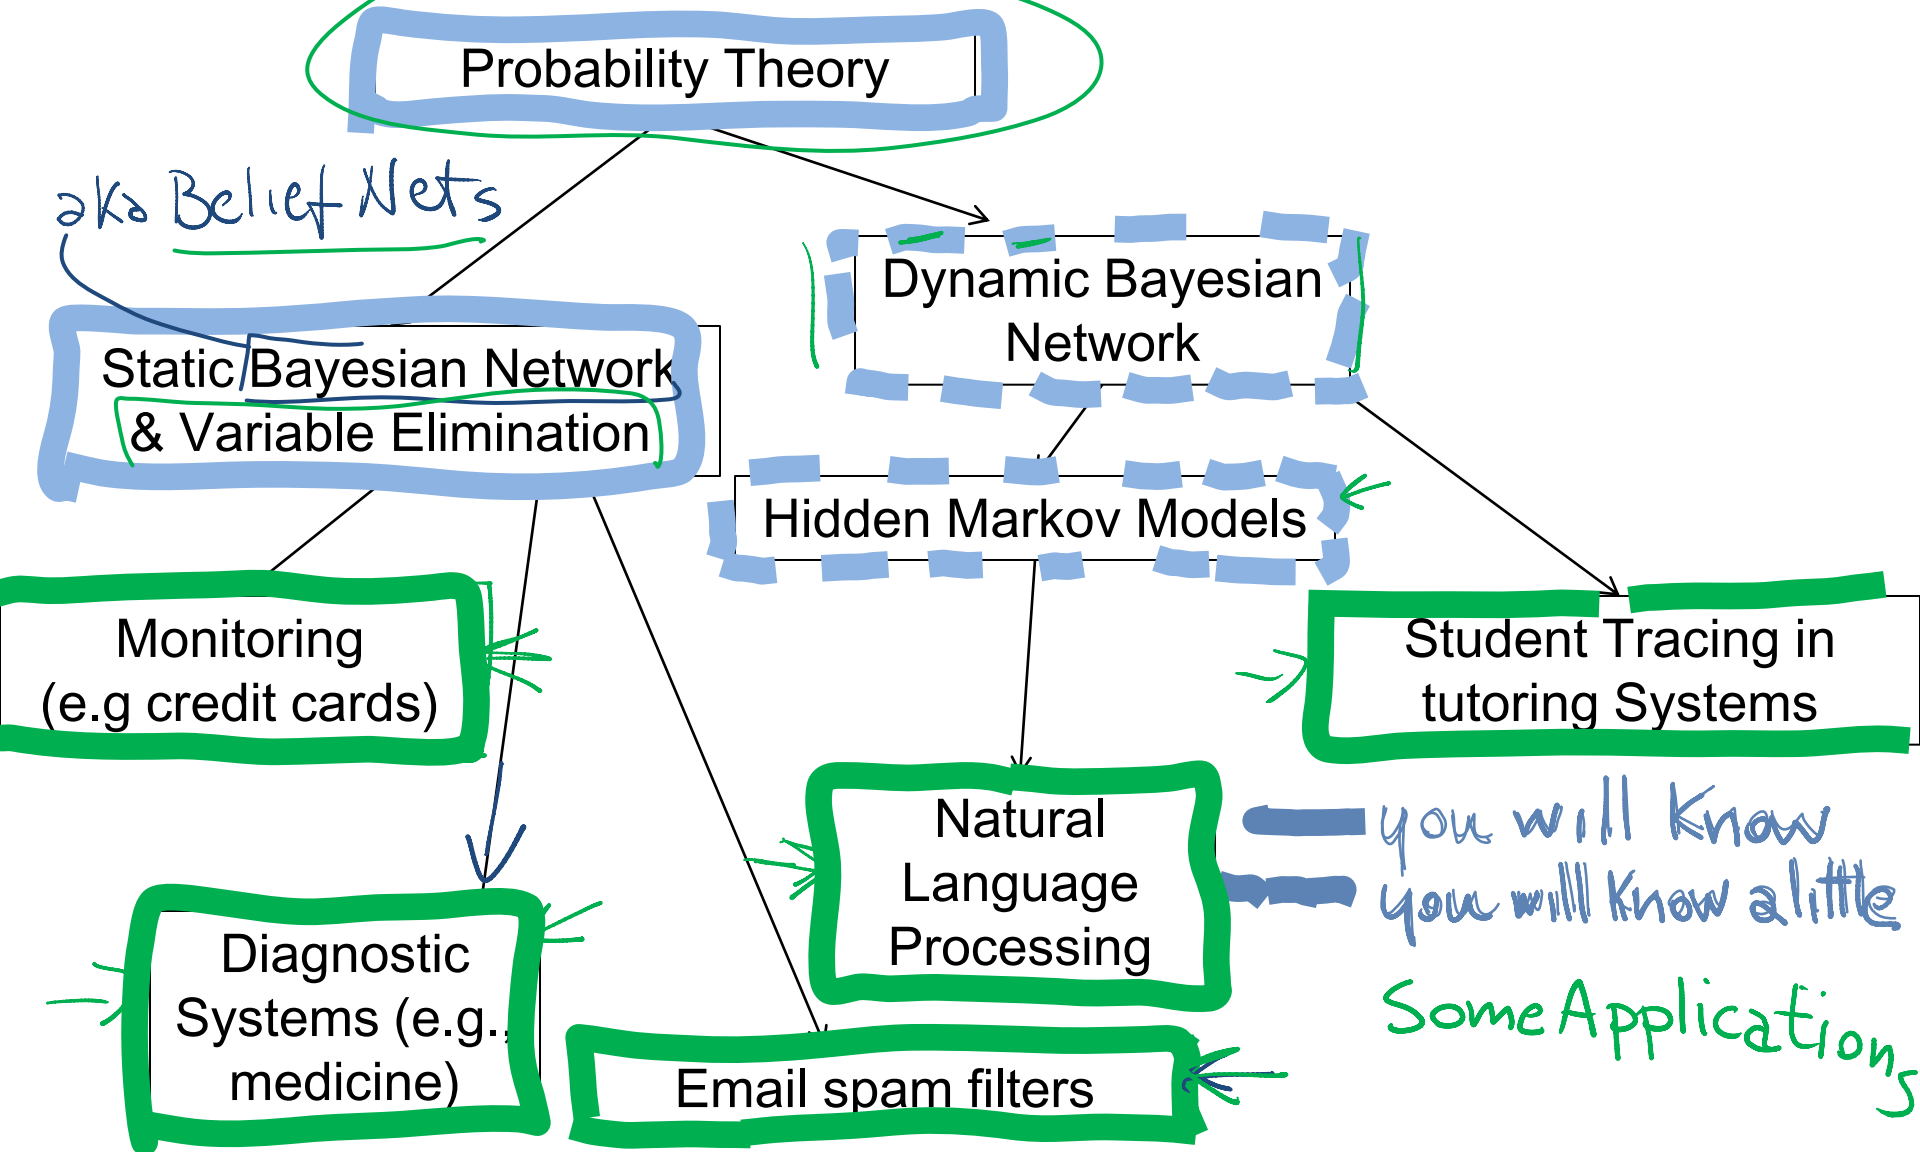 Probability Theory
aka Belief Nets
Dynamic Bayesian
Network
Static Bayesian Network
& Variable Elimination
Hidden Markov Models
Monitoring
(e.g credit cards)
Student Tracing in
tutoring Systems
Natural
Language
Processing
you will Know
you will Know a little
Diagnostic
Systems (e.g.,
medicine)
Some Applications
Email spam filters